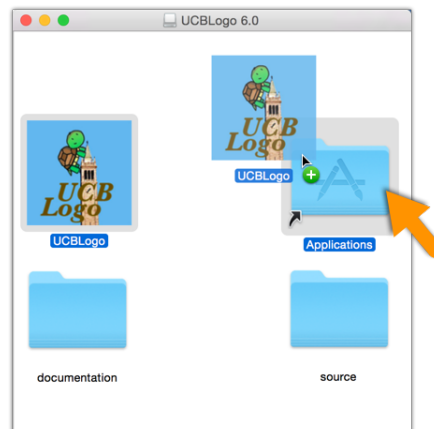 UCBLogo 6.0
UCB
Logo
UCBLogo
UCB
Logo
UCBLogo
Applications
documentation
source